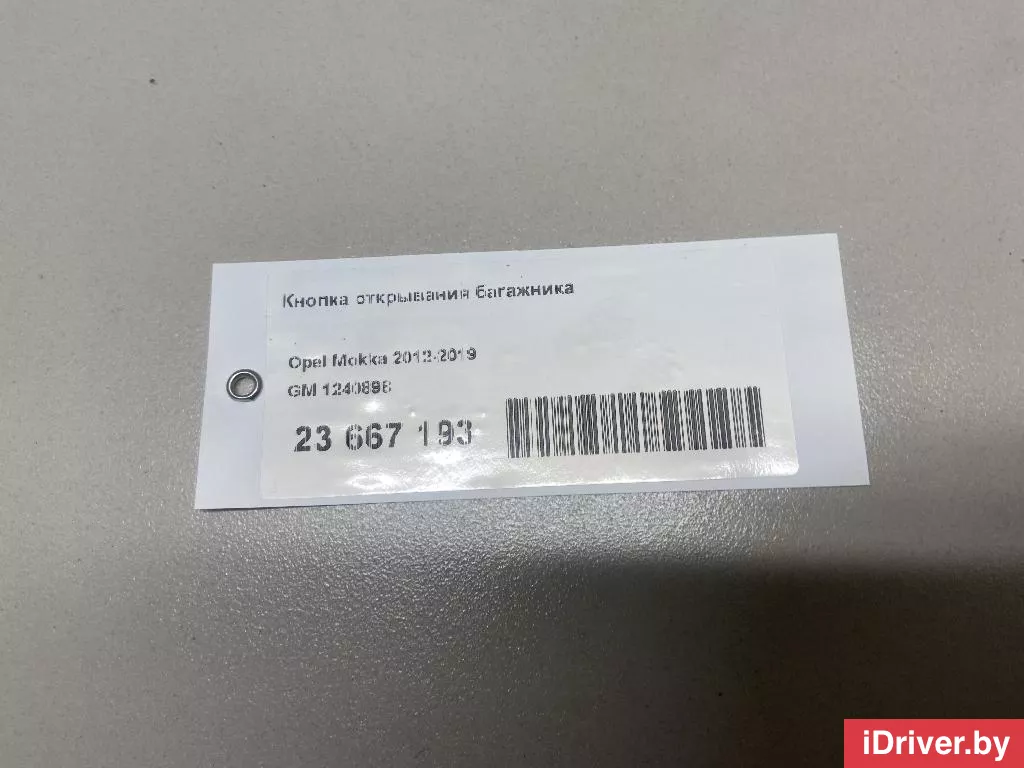 Кнопка открывания багажника
Opel Mokka 2012-2019
GM 1240898
23 667 193
iDriver.by